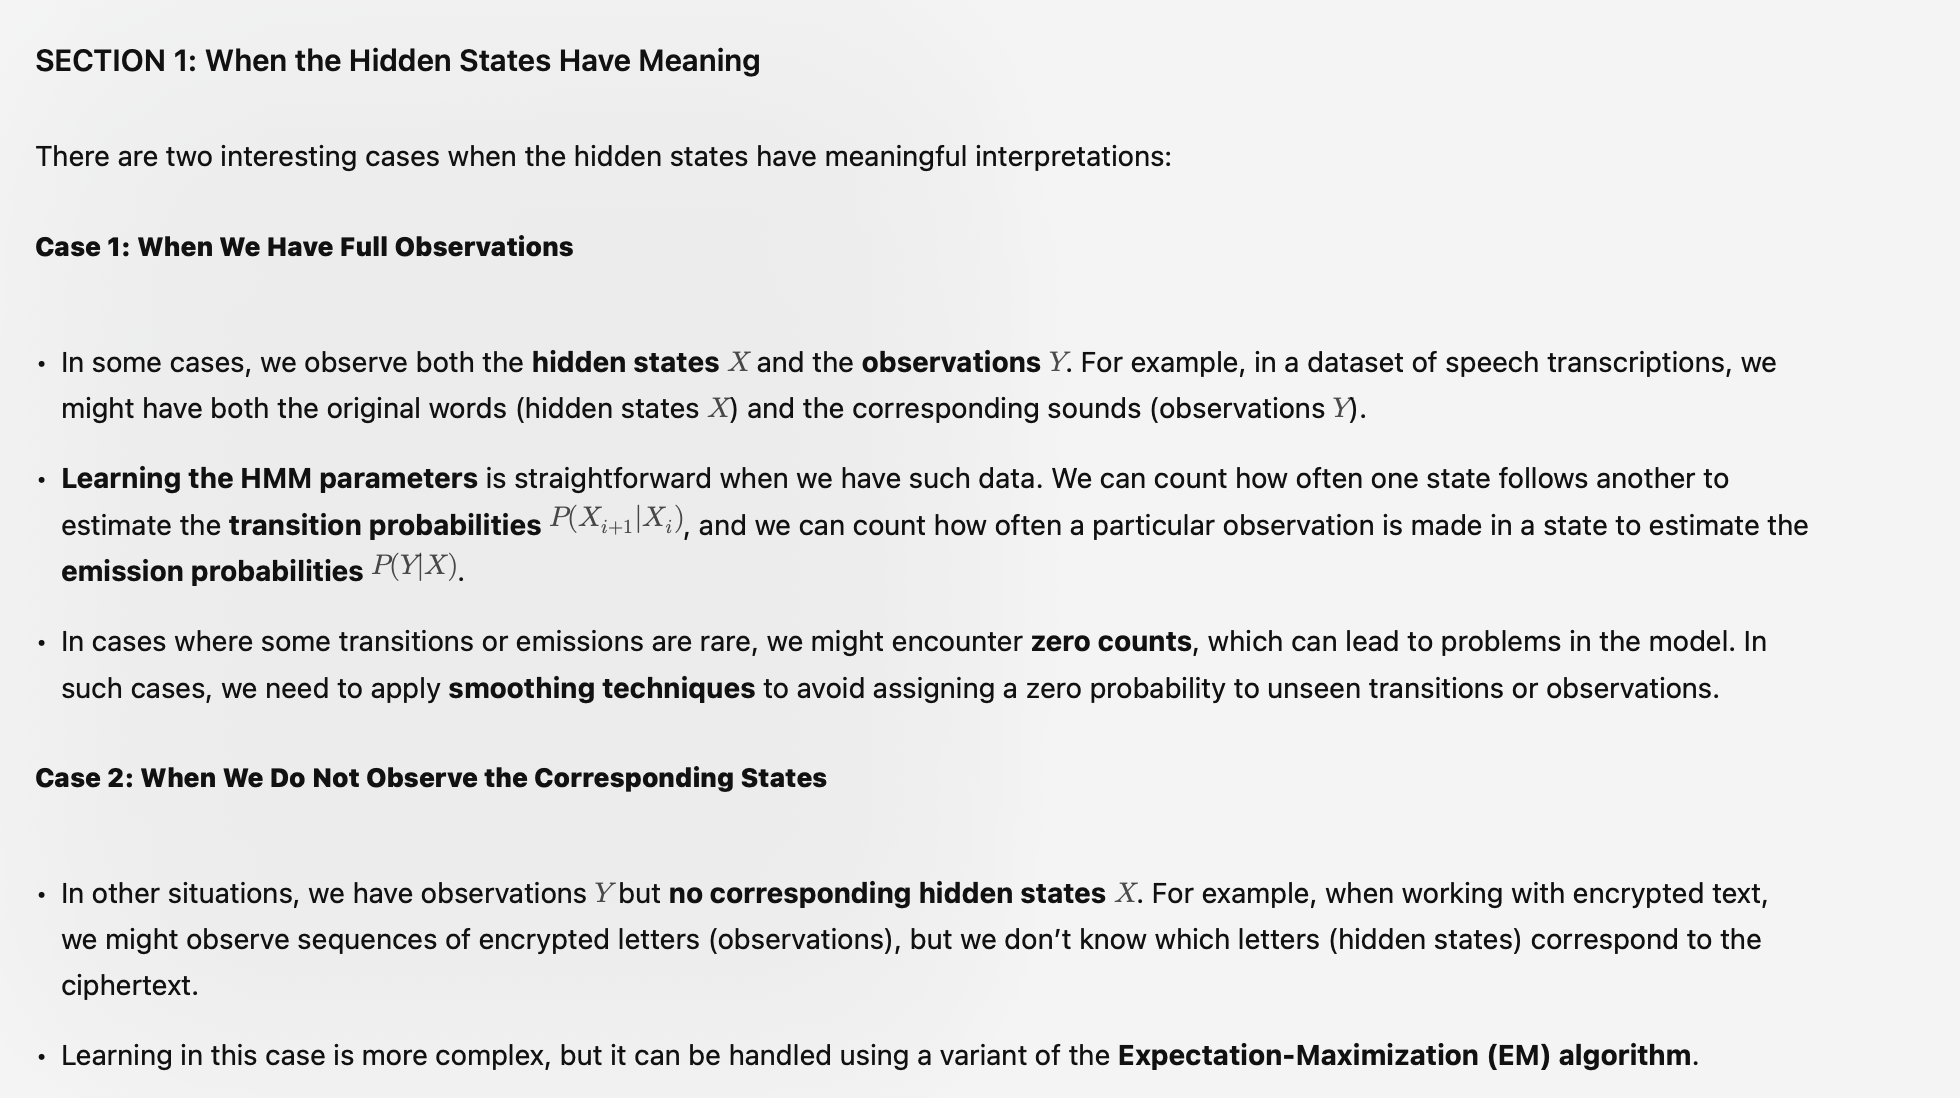 SECTION 1: When the Hidden States Have Meaning
There are two interesting cases when the hidden states have meaningful interpretations:
Case 1: When We Have Full Observations
• In some cases, we observe both the hidden states X and the observations Y. For example, in a dataset of speech transcriptions, we
might have both the original words (hidden states X) and the corresponding sounds (observations Y).
• Learning the HMM parameters is straightforward when we have such data. We can count how often one state follows another to
estimate the transition probabilities P(X_{i+1}|X_i), and we can count how often a particular observation is made in a state to estimate the
emission probabilities P(Y|X).
• In cases where some transitions or emissions are rare, we might encounter zero counts, which can lead to problems in the model. In
such cases, we need to apply smoothing techniques to avoid assigning a zero probability to unseen transitions or observations.
Case 2: When We Do Not Observe the Corresponding States
• In other situations, we have observations Y but no corresponding hidden states X. For example, when working with encrypted text,
we might observe sequences of encrypted letters (observations), but we don’t know which letters (hidden states) correspond to the
ciphertext.
• Learning in this case is more complex, but it can be handled using a variant of the Expectation-Maximization (EM) algorithm.